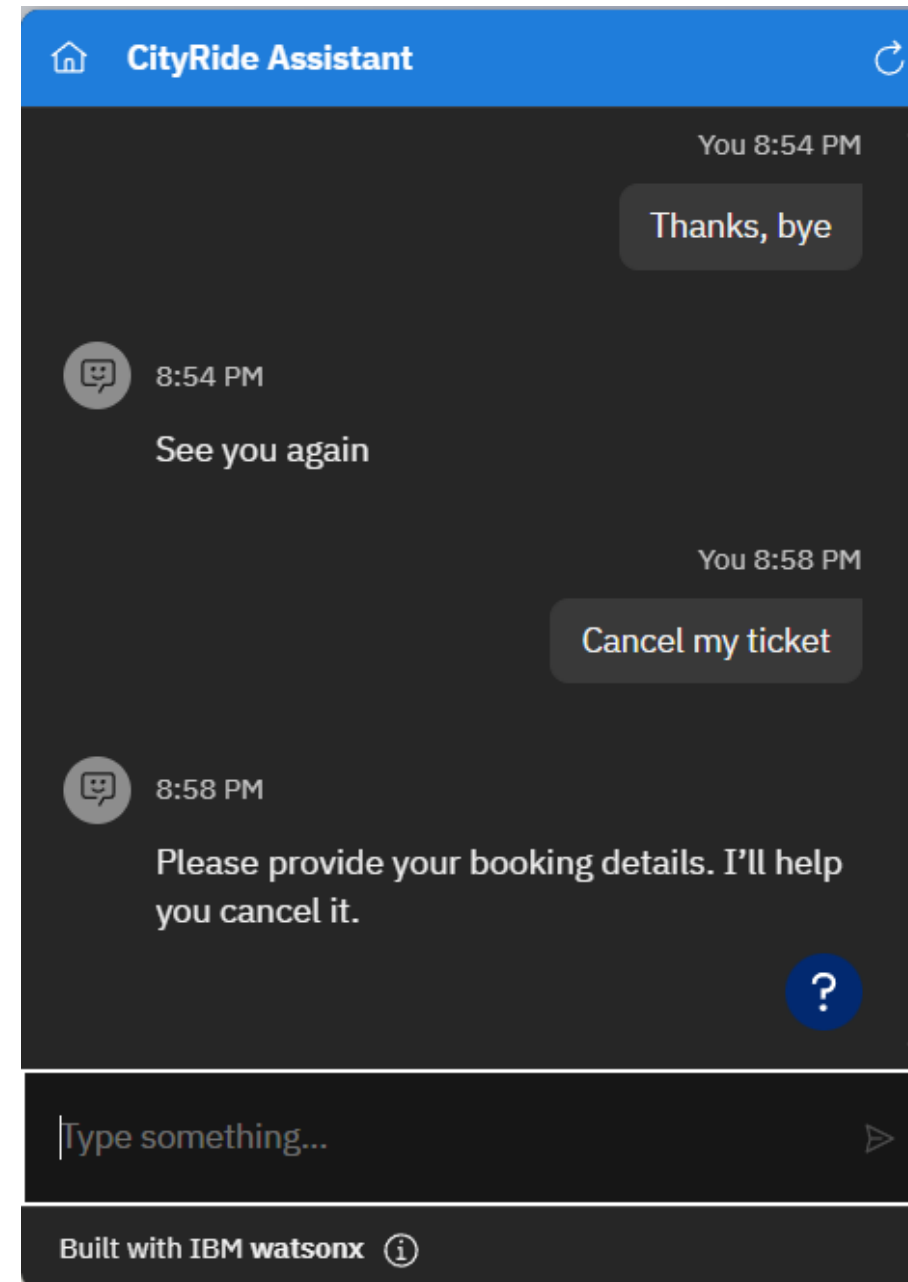 CityRide Assistant
You 8:54 PM
Thanks, bye
8:54 PM
See you again
You 8:58 PM
Cancel my ticket
8:58 PM
Please provide your booking details. I’ll help
you cancel it.
?
Type something...
Built with IBM watsonx